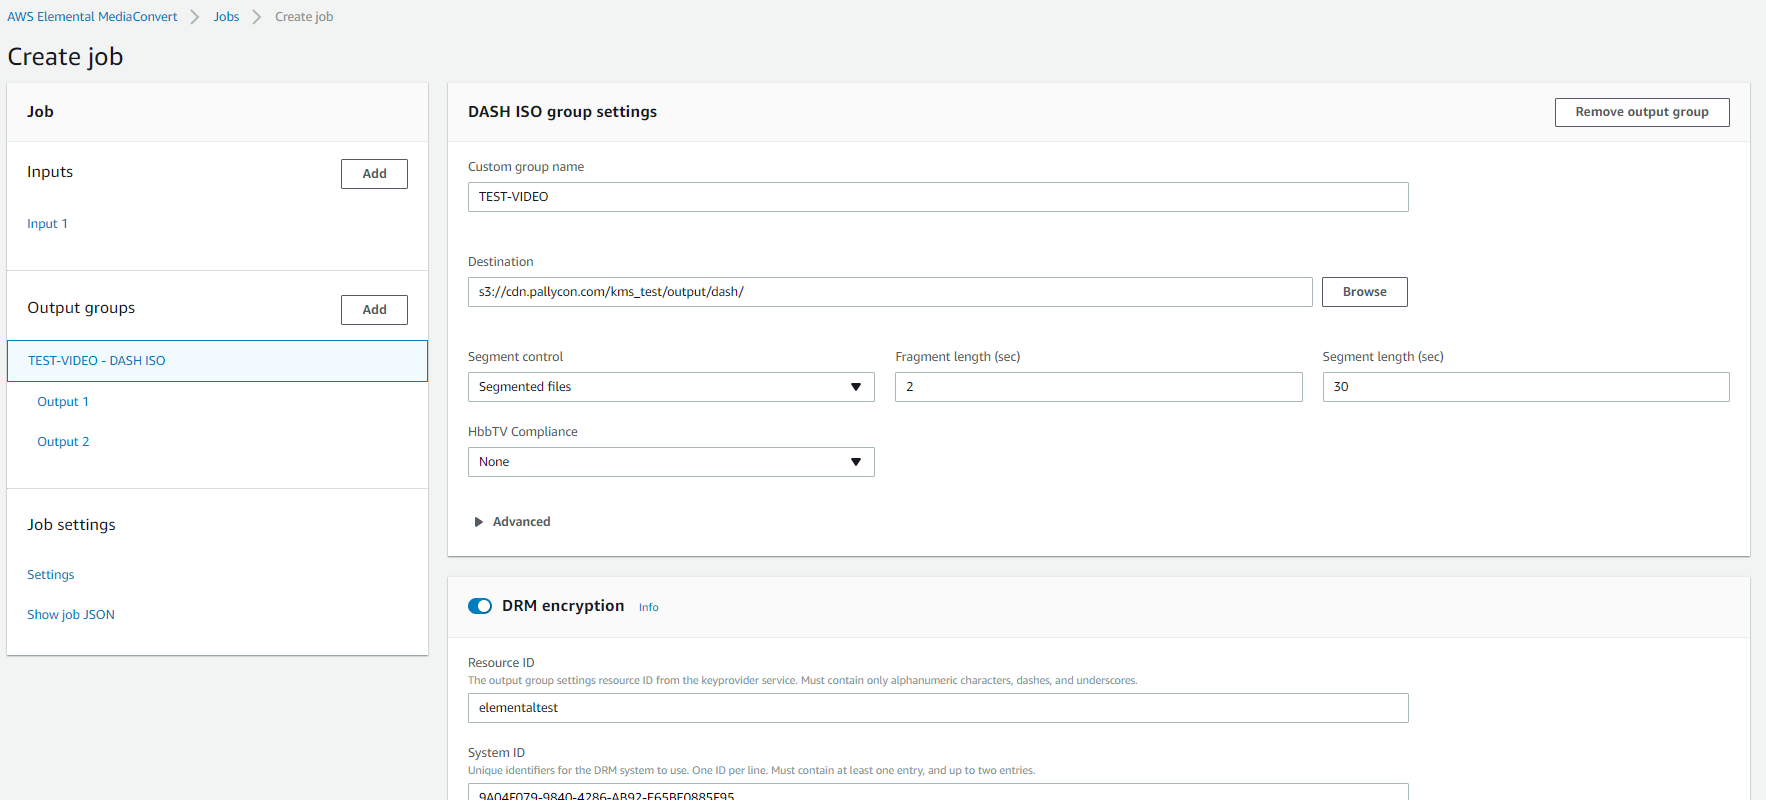 AWS Elemental MediaConvert > Jobs > Create job
Create job
Job
Inputs
Add
Input 1
Output groups
Add
TEST-VIDEO - DASH ISO
Output 1
Output 2
Job settings
Settings
Show job JSON
DASH ISO group settings
Remove output group
Custom group name
TEST-VIDEO
Destination
s3://cdn.pallycon.com/kms_test/output/dash/
Browse
Segment control
Segmented files
Fragment length (sec)
2
Segment length (sec)
30
HbbTV Compliance
None
Advanced
DRM encryption Info
Resource ID
The output group settings resource ID from the keyprovider service. Must contain only alphanumeric characters, dashes, and underscores.
elementaltest
System ID
Unique identifiers for the DRM system to use. One ID per line. Must contain at least one entry, and up to two entries.
9A04F079-9840-4286-AB92-E65BE0885F95